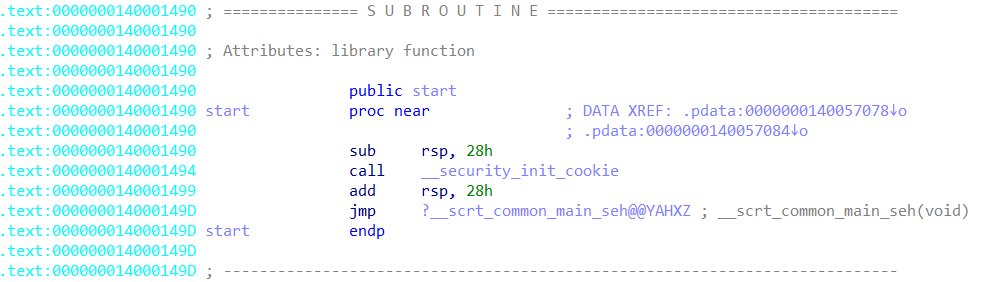 .text:0000000140001490 ; =============== S U B R O U T I N E =======================================
.text:0000000140001490
.text:0000000140001490 ; Attributes: library function
.text:0000000140001490
.text:0000000140001490                 public start
.text:0000000140001490 start           proc near               ; DATA XREF: .pdata:0000000140057078↓o
.text:0000000140001490                                         ; .pdata:0000000140057084↓o
.text:0000000140001490                 sub     rsp, 28h
.text:0000000140001494                 call    __security_init_cookie
.text:0000000140001499                 add     rsp, 28h
.text:000000014000149D                 jmp     ?__scrt_common_main_seh@@YAHXZ ; __scrt_common_main_seh(void)
.text:000000014000149D start           endp
.text:000000014000149D
.text:000000014000149D ; ---------------------------------------------------------------------------